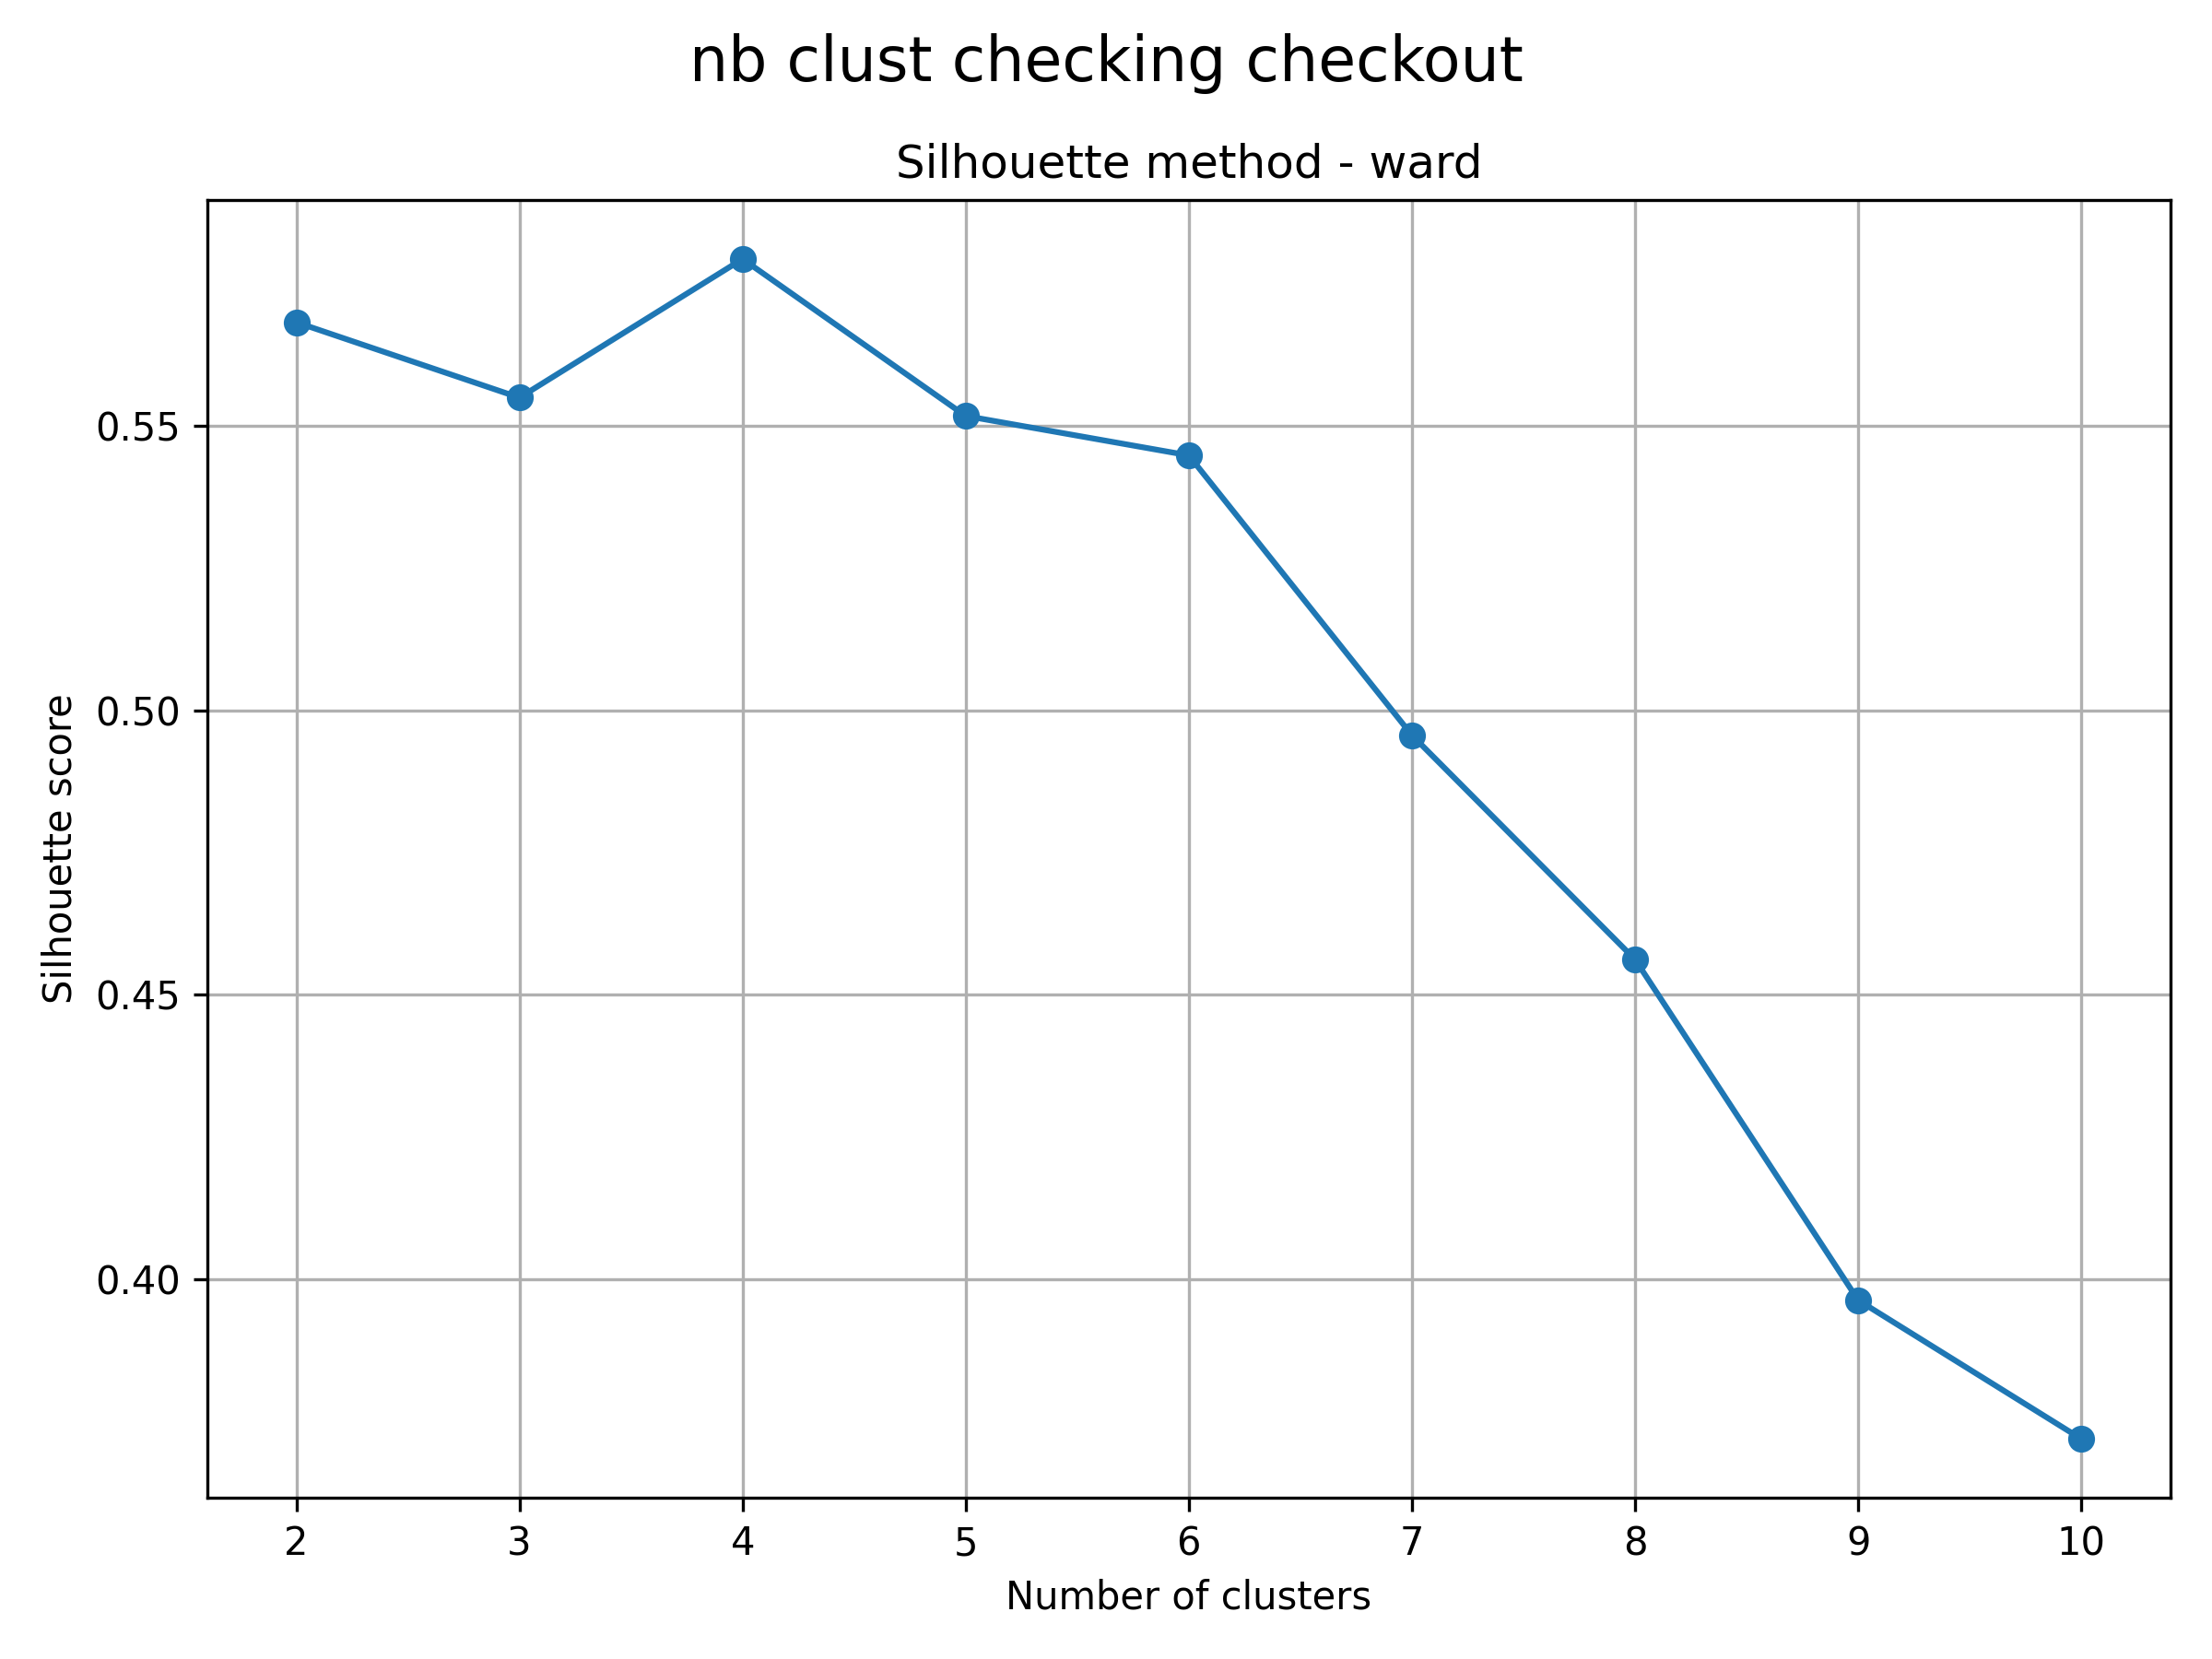 nb clust checking checkout
Silhouette method - ward
Silhouette score
0.55
0.50
0.45
0.40
2 3 4 5 6 7 8 9 10
Number of clusters